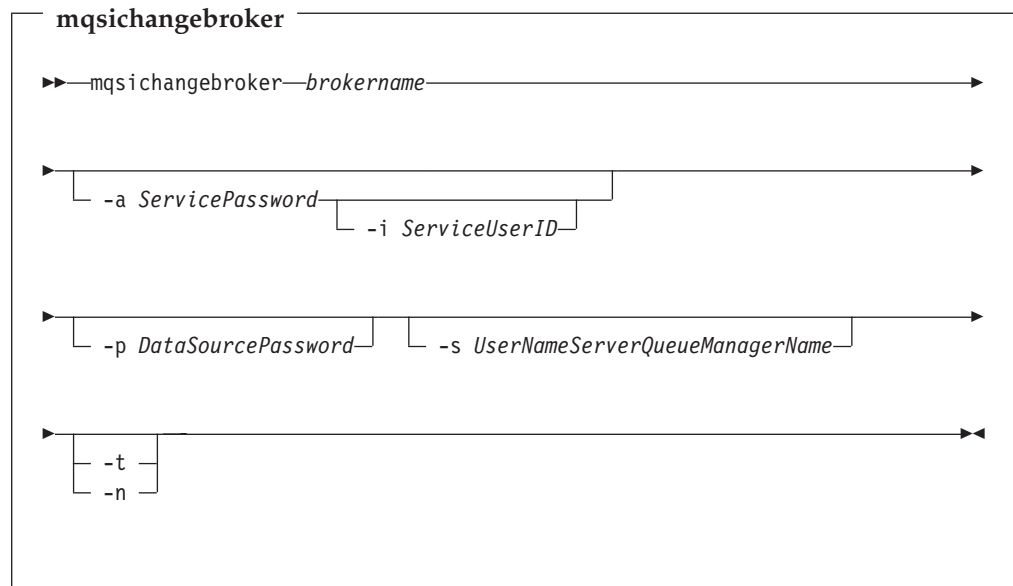 mqsichangebroker
mqsichangebroker brokername
-a ServicePassword
-i ServiceUserID
-p DataSourcePassword -s UserNameServerQueueManagerName
-t
-n